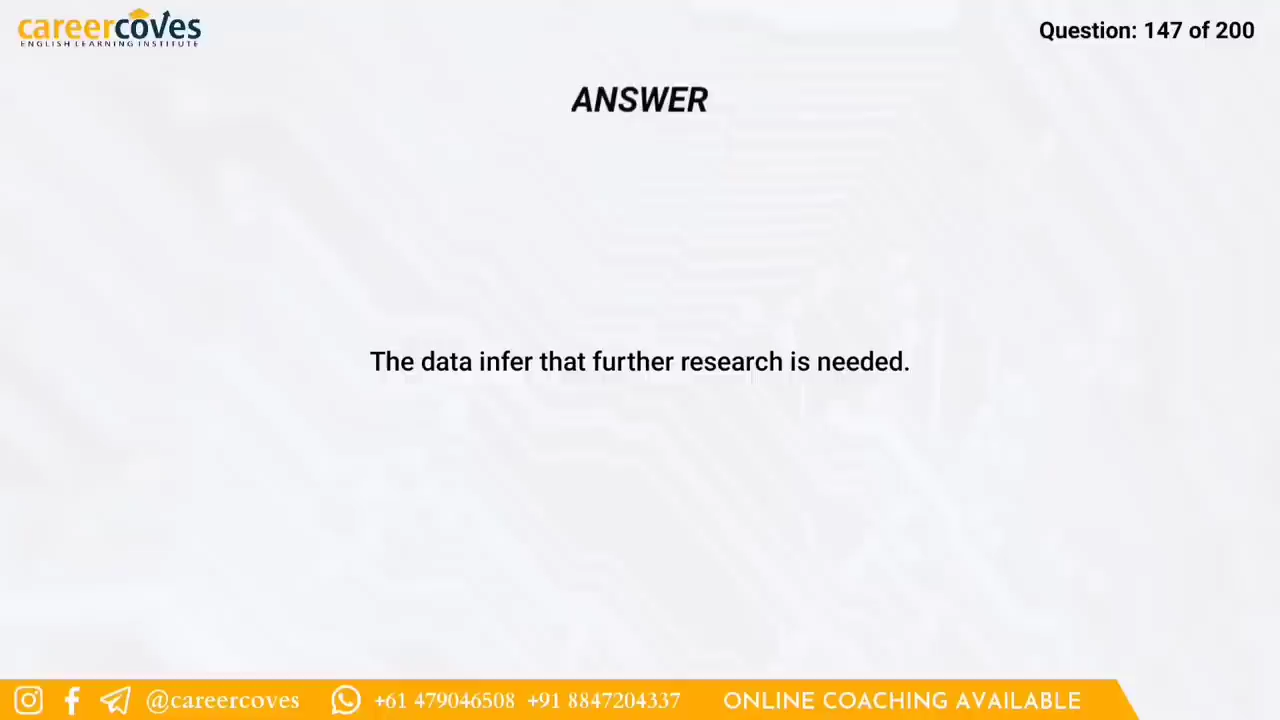 careercoves
ENGLISH LEARNING INSTITUTE
Question: 147 of 200
ANSWER
The data infer that further research is needed.
@careercoves +61 479046508 +91 8847204337 ONLINE COACHING AVAILABLE